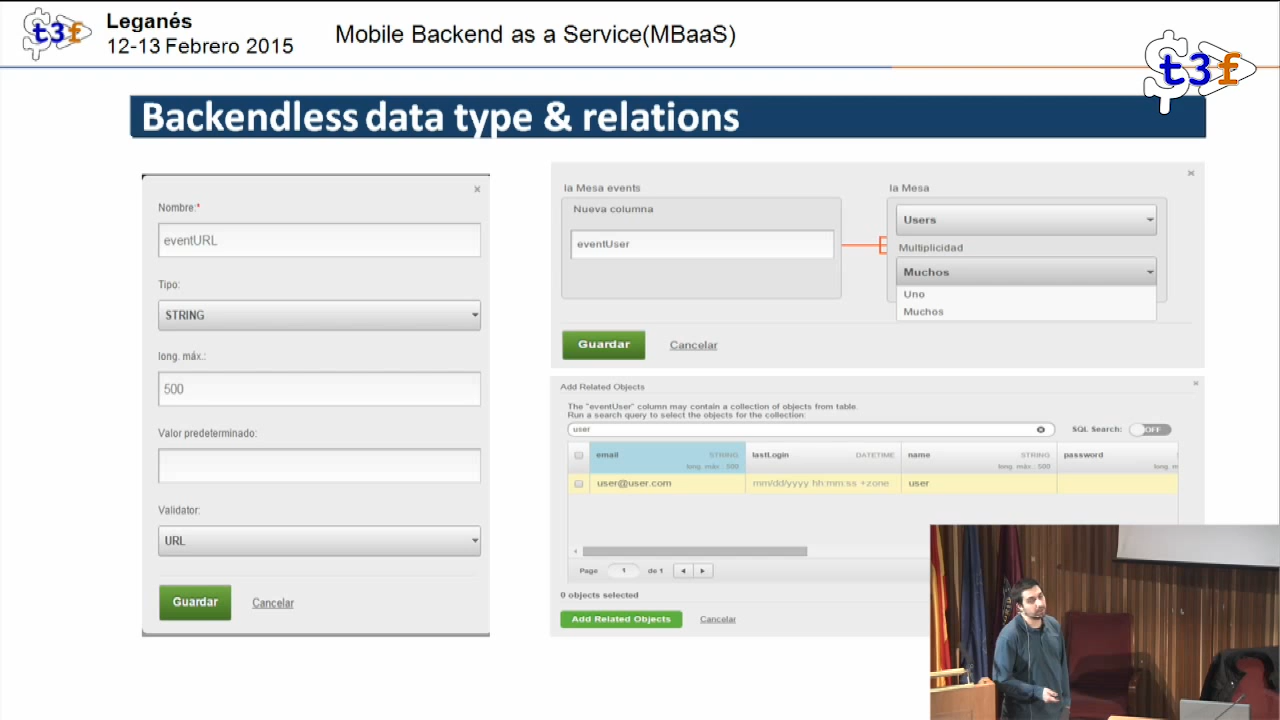 t3f
Leganés
12-13 Febrero 2015
Mobile Backend as a Service(MBaaS)
t3f
Backendless data type & relations
×
Nombre:*
eventURL
Tipo:
STRING
long. máx.:
500
Valor predeterminado:
Validator:
URL
Guardar
Cancelar
×
la Mesa events
Nueva columna
eventUser
la Mesa
Users
Multiplicidad
Muchos
Uno
Muchos
Guardar
Cancelar
Add Related Objects
×
The "eventUser" column may contain a collection of objects from table.
Run a search query to select the objects for the collection:
user
SQL Search: OFF
email STRING lastLogin DATETIME name STRING password
long. máx.: 500 long. máx.: 500 long. m
user@user.com mm/dd/yyyy hh:mm:ss +zone user
Page 1 de 1
0 objects selected
Add Related Objects Cancelar